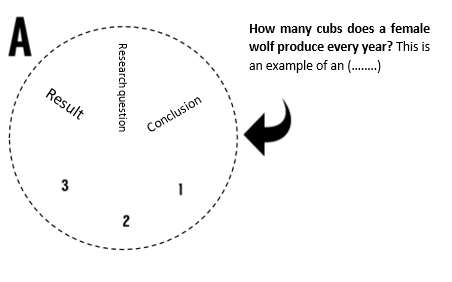 A
How many cubs does a female
wolf produce every year? This is
an example of an (........)
Result
Research question
Conclusion
3
2
1